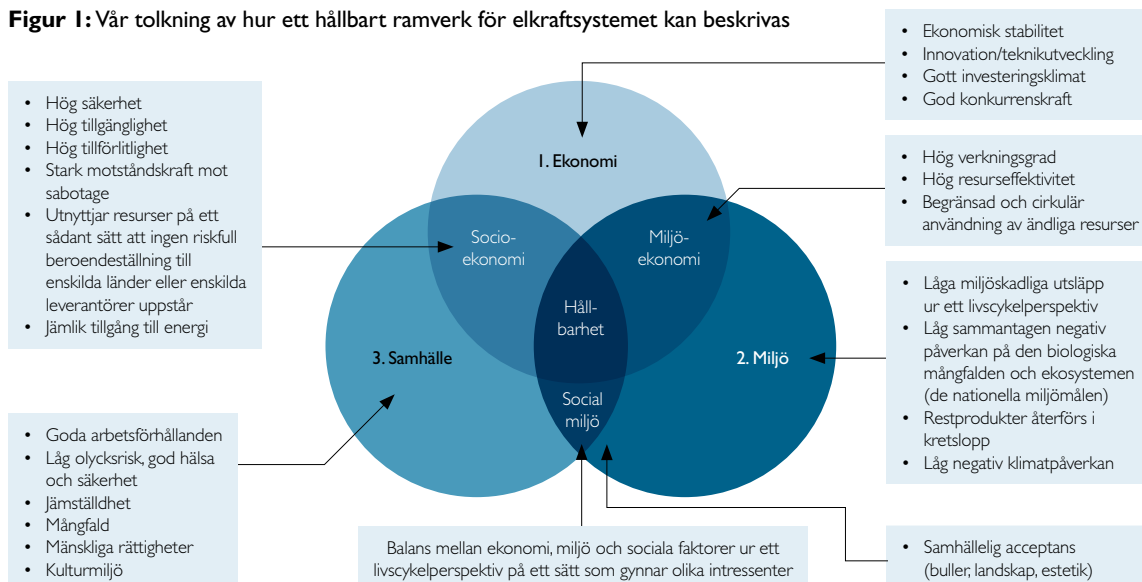 Figur 1: Vår tolkning av hur ett hållbart ramverk för elkraftsystemet kan beskrivas
• Ekonomisk stabilitet
• Innovation/teknikutveckling
• Gott investeringsklimat
• God konkurrenskraft
• Hög säkerhet
• Hög tillgänglighet
• Hög tillförlitlighet
• Stark motståndskraft mot
sabotage
• Utnyttjar resurser på ett
sådant sätt att ingen riskfull
beroendeställning till
enskilda länder eller enskilda
leverantörer uppstår
• Jämlik tillgång till energi
1. Ekonomi
• Hög verkningsgrad
• Hög resurseffektivitet
• Begränsad och cirkulär
användning av ändliga resurser
Socio-
ekonomi
Miljö-
ekonomi
Håll-
barhet
3. Samhälle
2. Miljö
Social
miljö
• Låga miljöskadliga utsläpp
ur ett livscykelperspektiv
• Låg sammantagen negativ
påverkan på den biologiska
mångfalden och ekosystemen
(de nationella miljömålen)
• Restprodukter återförs i
kretslopp
• Låg negativ klimatpåverkan
• Goda arbetsförhållanden
• Låg olycksrisk, god hälsa
och säkerhet
• Jämställdhet
• Mångfald
• Mänskliga rättigheter
• Kulturmiljö
Balans mellan ekonomi, miljö och sociala faktorer ur ett
livscykelperspektiv på ett sätt som gynnar olika intressenter
• Samhällelig acceptans
(buller, landskap, estetik)